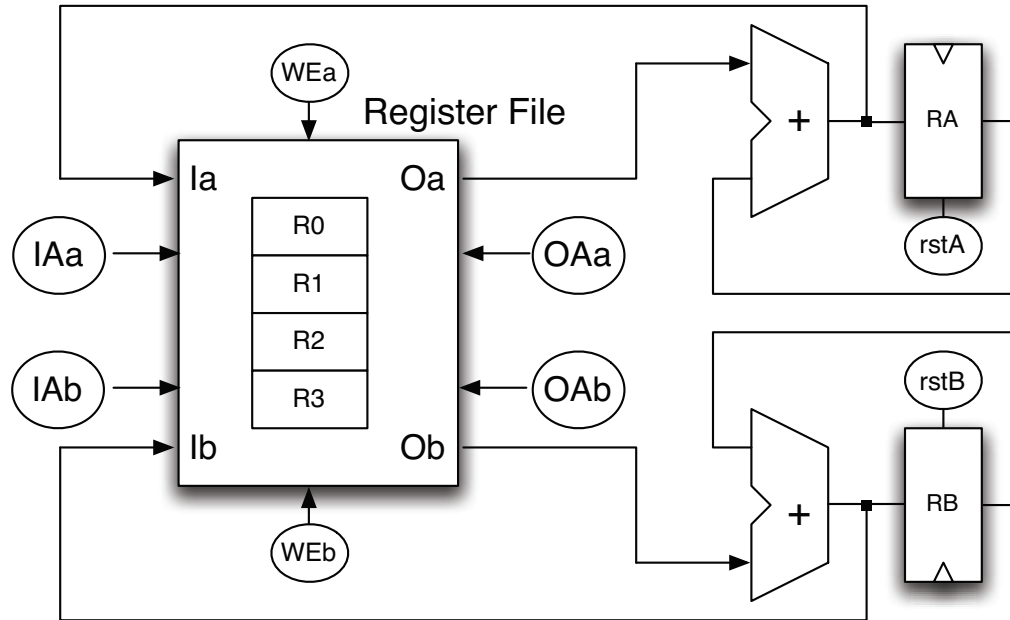 WEa
Register File
+
RA
Ia
Oa
R0
IAa
OAa
rstA
R1
R2
IAb
OAb
rstB
R3
Ib
Ob
+
RB
WEb